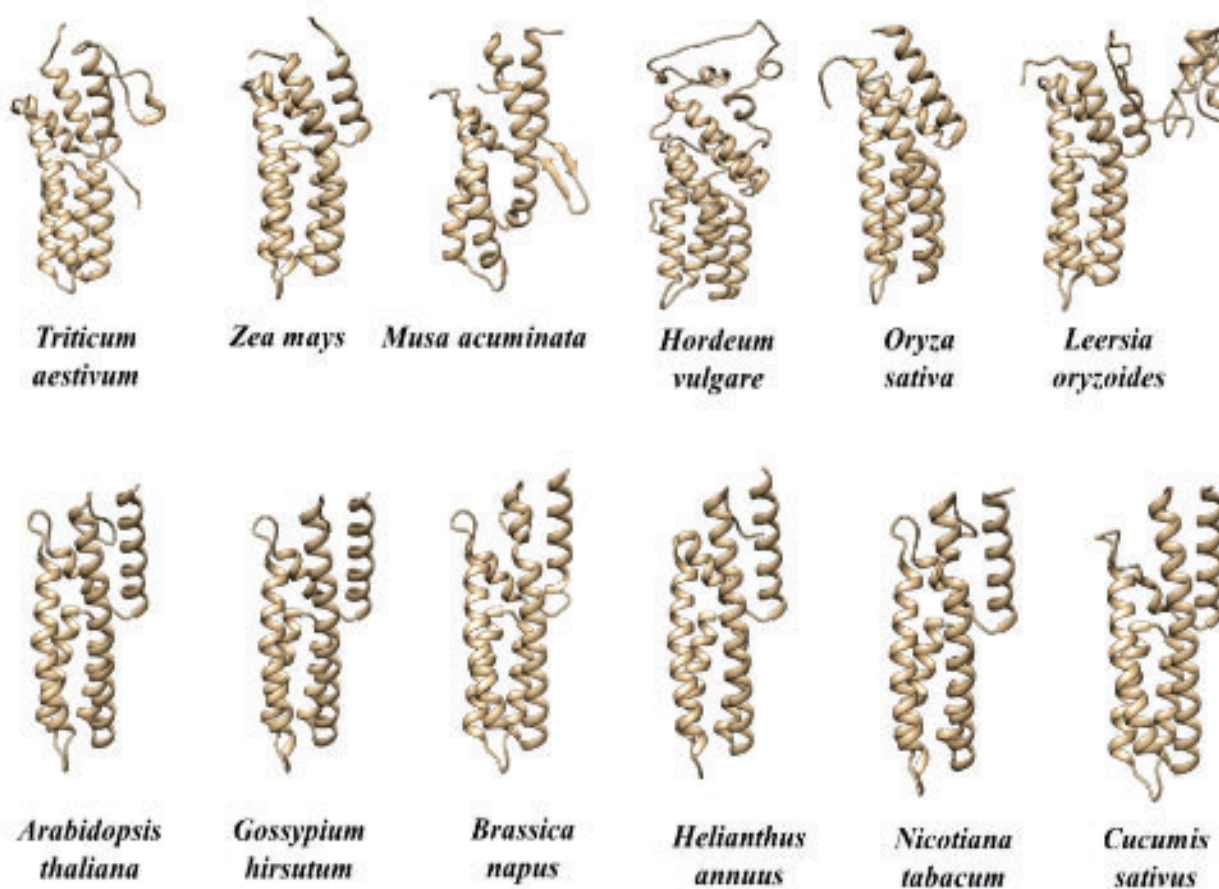 Triticum
aestivum
Zea mays
Musa acuminata
Hordeum
vulgare
Oryza
sativa
Leersia
oryzoides
Arabidopsis
thaliana
Gossypium
hirsutum
Brassica
napus
Helianthus
annuus
Nicotiana
tabacum
Cucumis
sativus